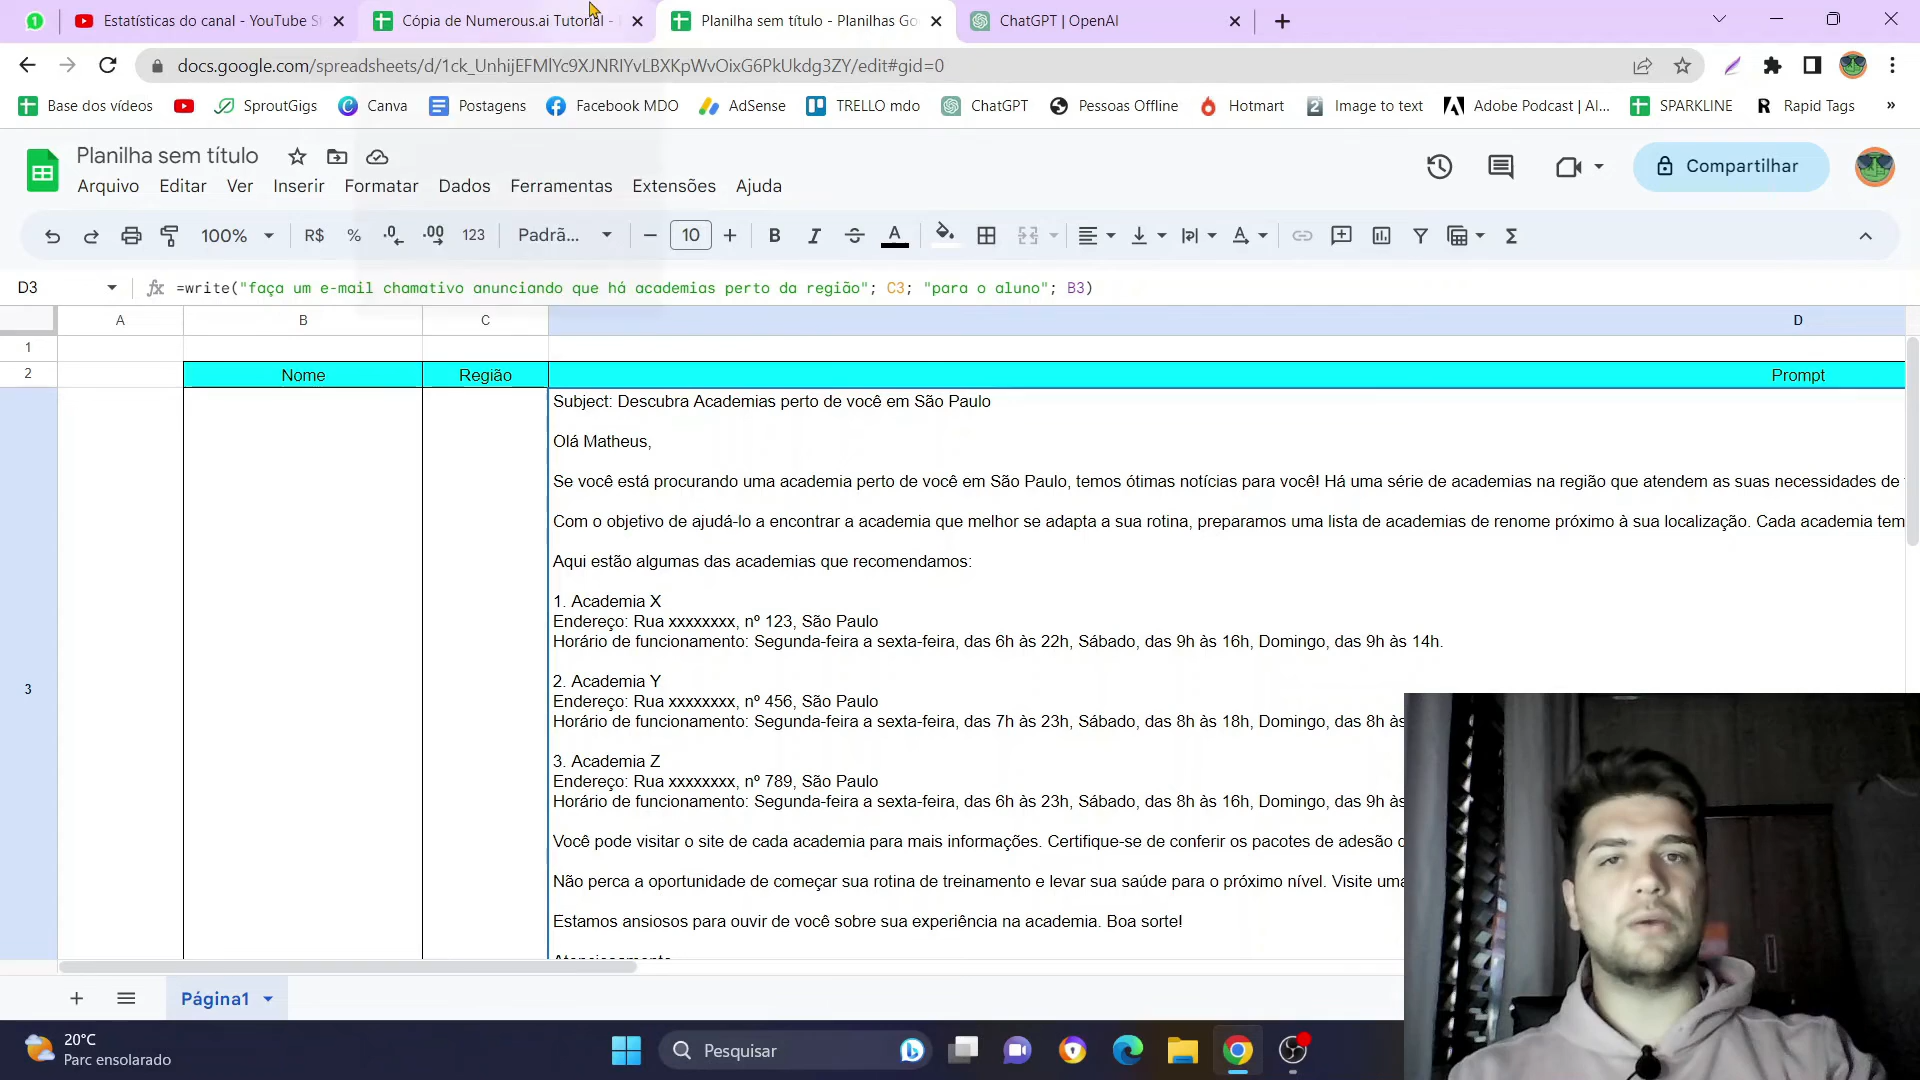 Estatísticas do canal - YouTube S
Cópia de Numerous.ai Tutorial -
Planilha sem título - Planilhas Go
ChatGPT | OpenAI
docs.google.com/spreadsheets/d/1ck_UnhijEFMlYc9XJNRlYvLBXKpWvOixG6PkUkdg3ZY/edit#gid=0
Base dos vídeos
SproutGigs
Canva
Postagens
Facebook MDO
AdSense
TRELLO mdo
ChatGPT
Pessoas Offline
Hotmart
Image to text
Adobe Podcast | AI...
SPARKLINE
Rapid Tags
»
Planilha sem título
Arquivo Editar Ver Inserir Formatar Dados Ferramentas Extensões Ajuda
Compartilhar
100% R$ % .0 .00 123 Padrã... 10
D3
=write("faça um e-mail chamativo anunciando que há academias perto da região"; C3; "para o aluno"; B3)
A B C D
1
2 Nome Região Prompt
3
Subject: Descubra Academias perto de você em São Paulo
Olá Matheus,
Se você está procurando uma academia perto de você em São Paulo, temos ótimas notícias para você! Há uma série de academias na região que atendem as suas necessidades de
Com o objetivo de ajudá-lo a encontrar a academia que melhor se adapta a sua rotina, preparamos uma lista de academias de renome próximo à sua localização. Cada academia tem
Aqui estão algumas das academias que recomendamos:
1. Academia X
Endereço: Rua xxxxxxxx, nº 123, São Paulo
Horário de funcionamento: Segunda-feira a sexta-feira, das 6h às 22h, Sábado, das 9h às 16h, Domingo, das 9h às 14h.
2. Academia Y
Endereço: Rua xxxxxxxx, nº 456, São Paulo
Horário de funcionamento: Segunda-feira a sexta-feira, das 7h às 23h, Sábado, das 8h às 18h, Domingo, das 8h às
3. Academia Z
Endereço: Rua xxxxxxxx, nº 789, São Paulo
Horário de funcionamento: Segunda-feira a sexta-feira, das 6h às 23h, Sábado, das 8h às 16h, Domingo, das 9h às
Você pode visitar o site de cada academia para mais informações. Certifique-se de conferir os pacotes de adesão
Não perca a oportunidade de começar sua rotina de treinamento e levar sua saúde para o próximo nível. Visite uma
Estamos ansiosos para ouvir de você sobre sua experiência na academia. Boa sorte!
Página1
20°C
Parc ensolarado
Pesquisar